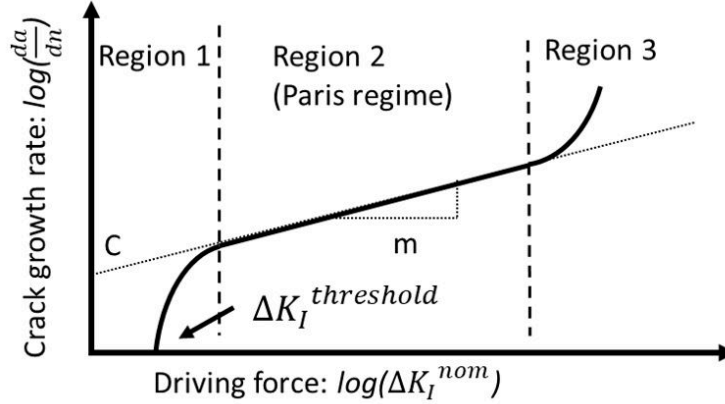 Crack growth rate: log(da/dn)
Region 1
Region 2
(Paris regime)
Region 3
C
m
ΔK_I^threshold
Driving force: log(ΔK_I^nom)